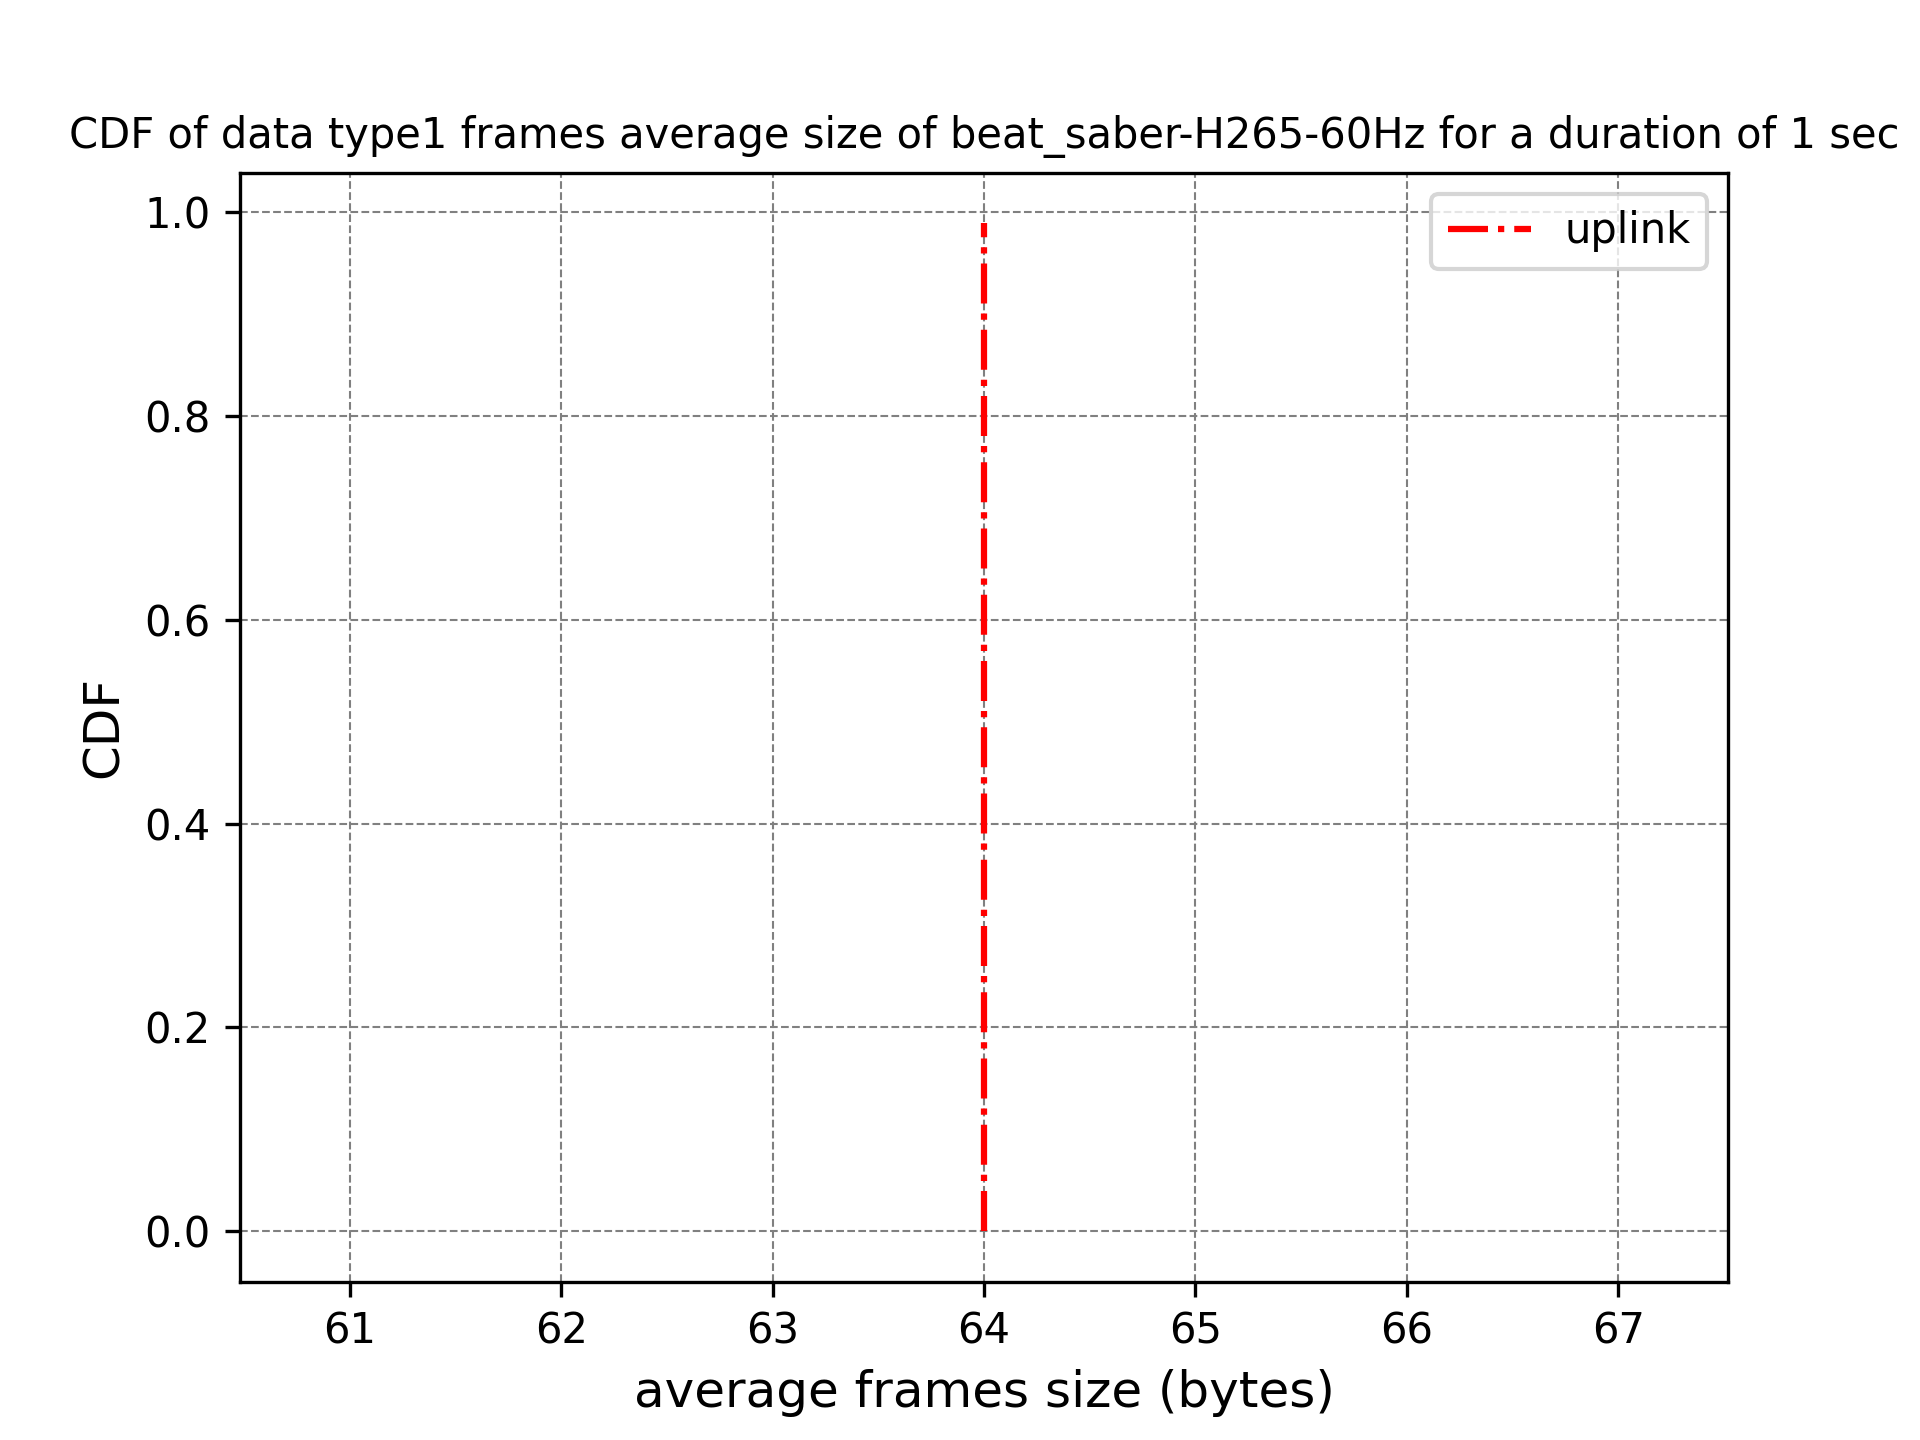 CDF of data type1 frames average size of beat_saber-H265-60Hz for a duration of 1 sec
uplink
1.0
0.8
0.6
0.4
0.2
0.0
CDF
61 62 63 64 65 66 67
average frames size (bytes)